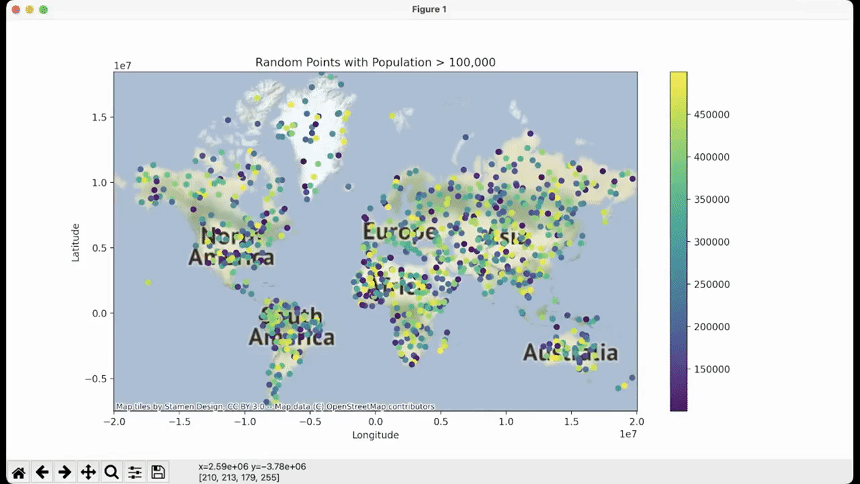 Figure 1
Random Points with Population > 100,000
1e7
1.5
1.0
0.5
0.0
−0.5
Latitude
North
America
Europe
Asia
Africa
South
America
Australia
Map tiles by Stamen Design, CC BY 3.0 -- Map data (C) OpenStreetMap contributors
−2.0 −1.5 −1.0 −0.5 0.0 0.5 1.0 1.5 2.0
Longitude
1e7
450000
400000
350000
300000
250000
200000
150000
x=2.59e+06 y=−3.78e+06
[210, 213, 179, 255]